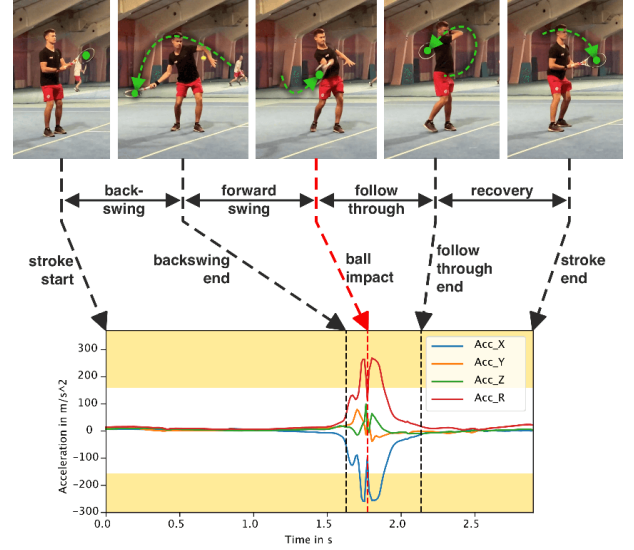 back-
swing
forward
swing
follow
through
recovery
stroke
start
backswing
end
ball
impact
follow
through
end
stroke
end
Acceleration in m/s^2
300
200
100
0
-100
-200
-300
Acc_X
Acc_Y
Acc_Z
Acc_R
0.0
0.5
1.0
1.5
2.0
2.5
Time in s